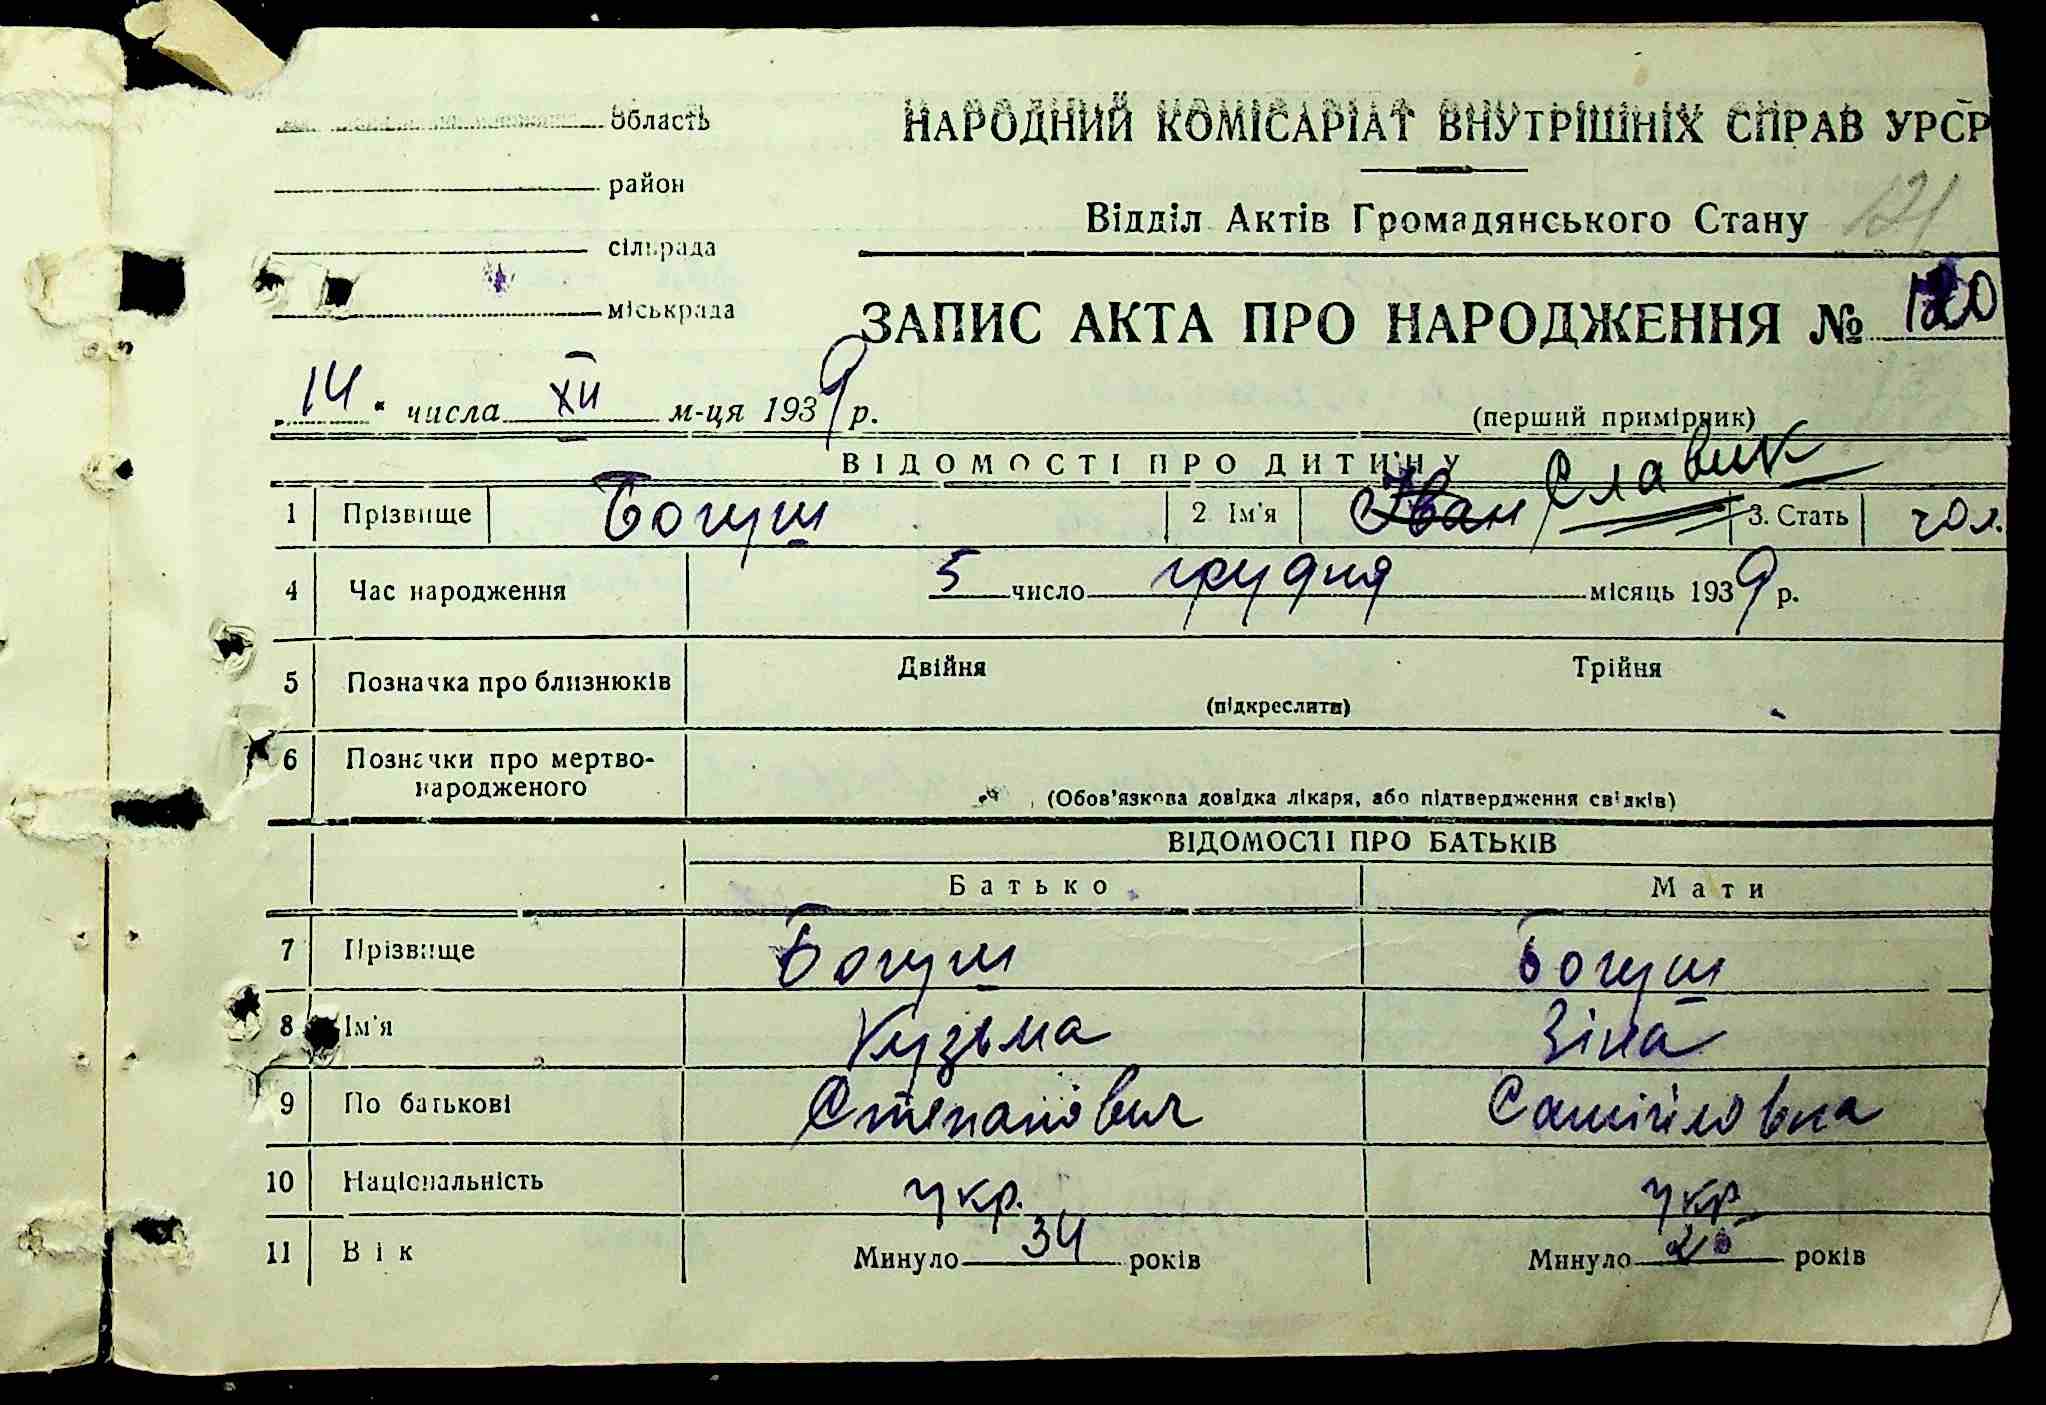 область
НАРОДНИЙ КОМІСАРІАТ ВНУТРІШНІХ СПРАВ УРСР
район
Відділ Актів Громадянського Стану 121
сільрада
міськрада
ЗАПИС АКТА ПРО НАРОДЖЕННЯ № 120
14 " числа XII м-ця 1939 р.
(перший примірник)
ВІДОМОСТІ ПРО ДИТИНУ
1 Прізвище Богуш 2 Ім'я Іван Славик 3. Стать чол.
4 Час народження 5 число грудня місяць 1939 р.
5 Позначка про близнюків Двійня Трійня
(підкреслити)
6 Позначки про мертво-
народженого
(Обов'язкова довідка лікаря, або підтвердження свідків)
ВІДОМОСТІ ПРО БАТЬКІВ
Батько Мати
7 Прізвище Богуш Богуш
8 Ім'я Кузьма Зіна
9 По батькові Степанович Самійловна
10 Національність укр. укр
11 Вік Минуло 34 років Минуло років